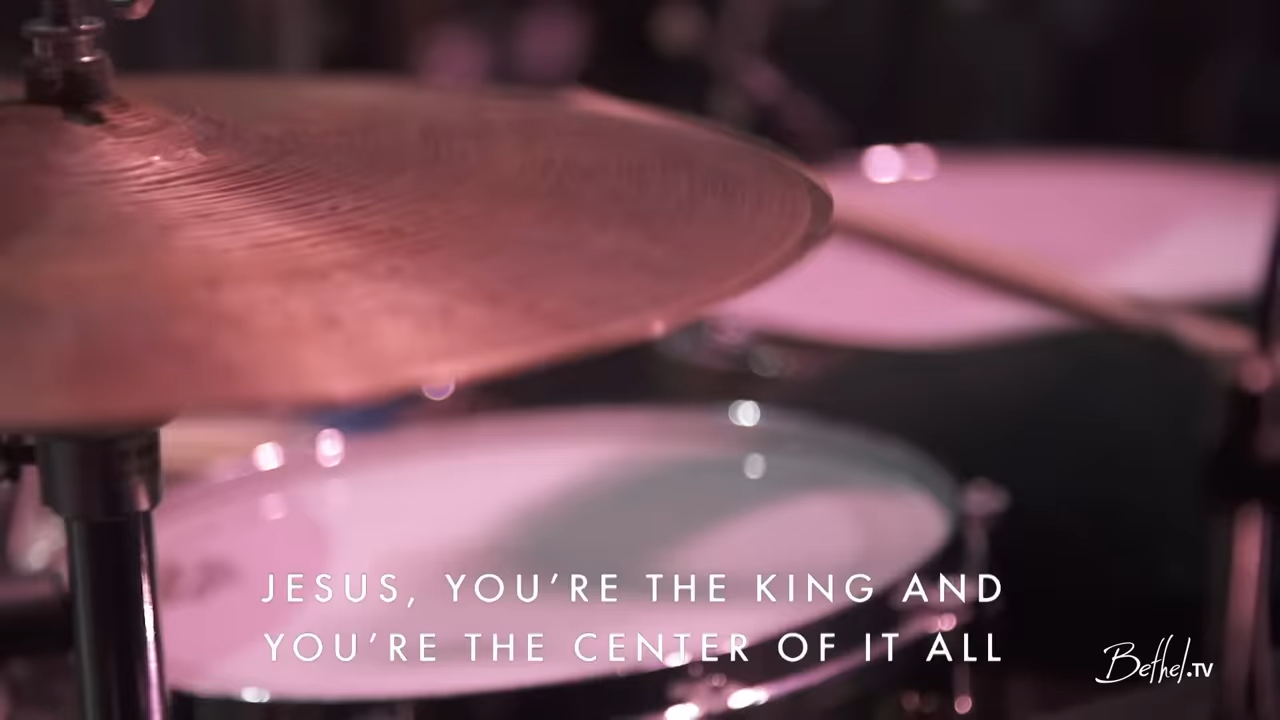 JESUS, YOU’RE THE KING AND
YOU’RE THE CENTER OF IT ALL
Bethel.TV